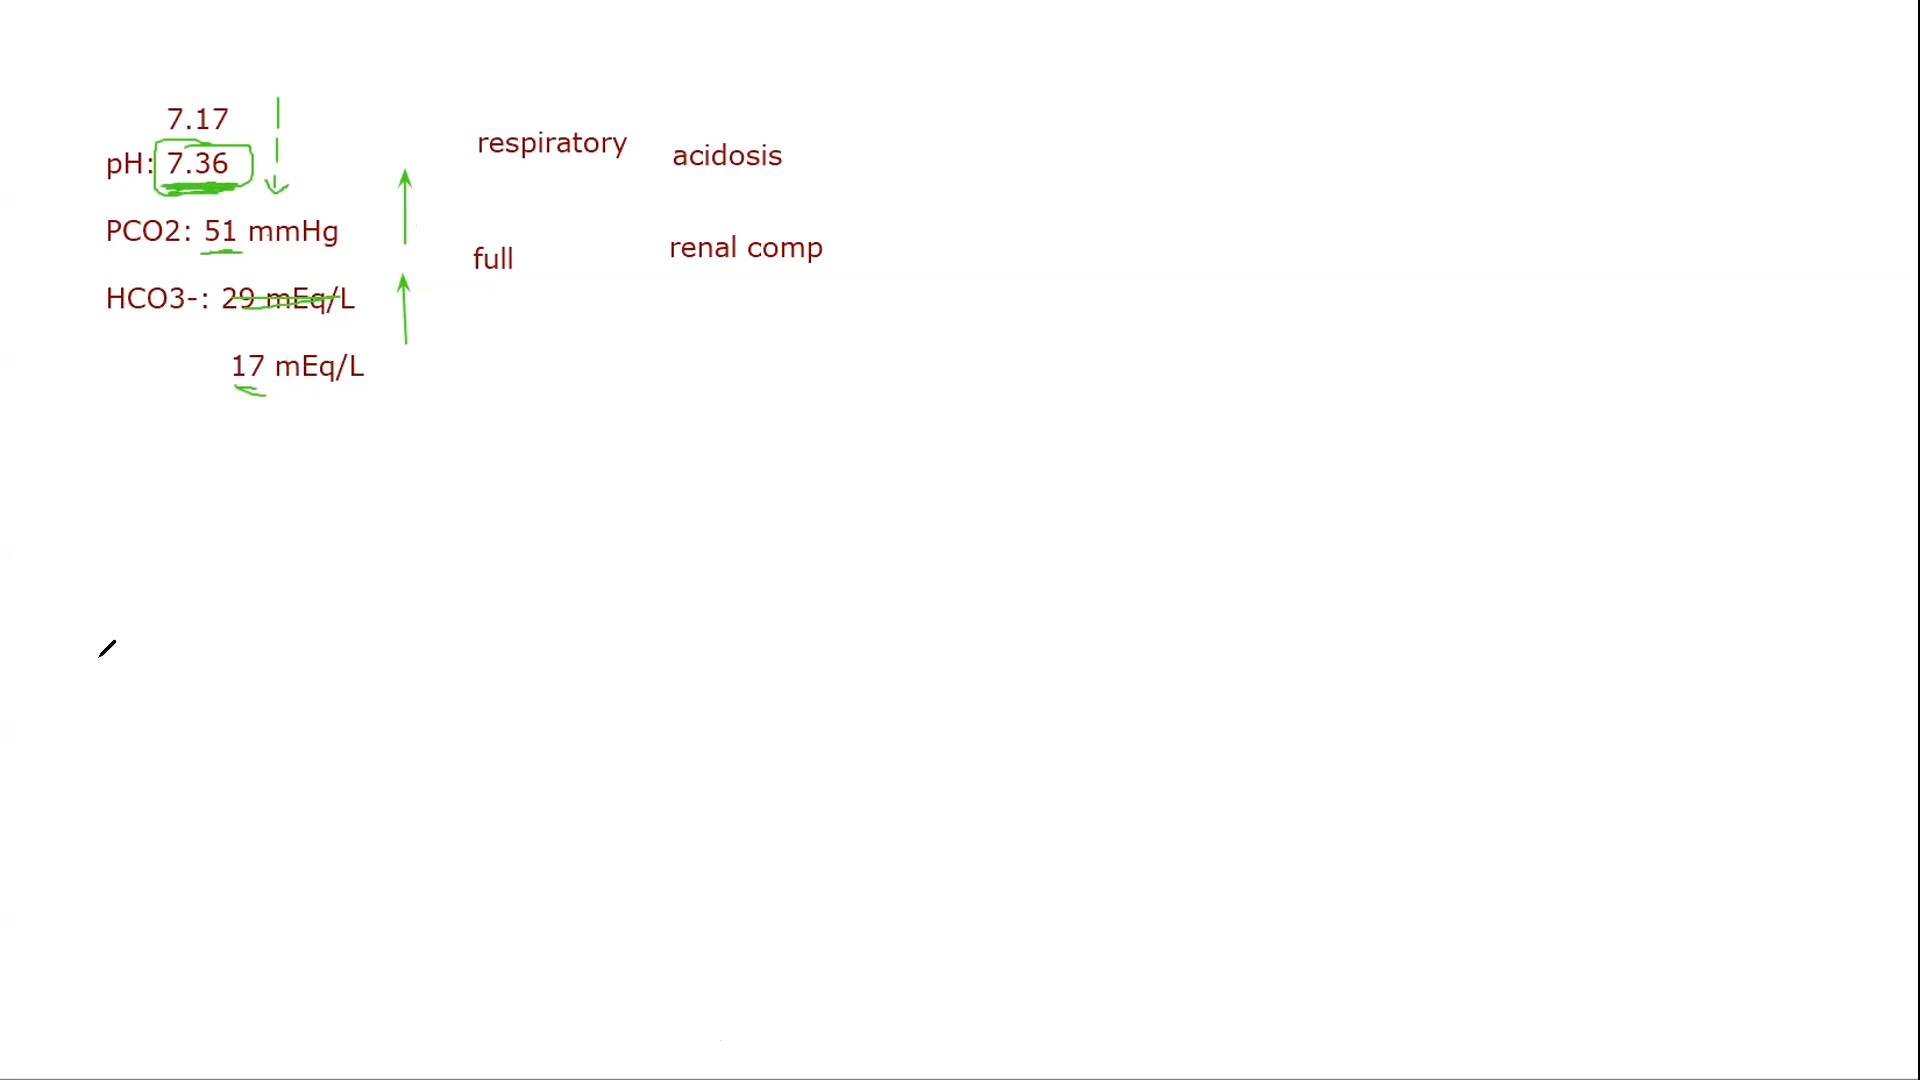 7.17
pH: 7.36
respiratory
acidosis
PCO2: 51 mmHg
full
renal comp
HCO3-: 29 mEq/L
17 mEq/L